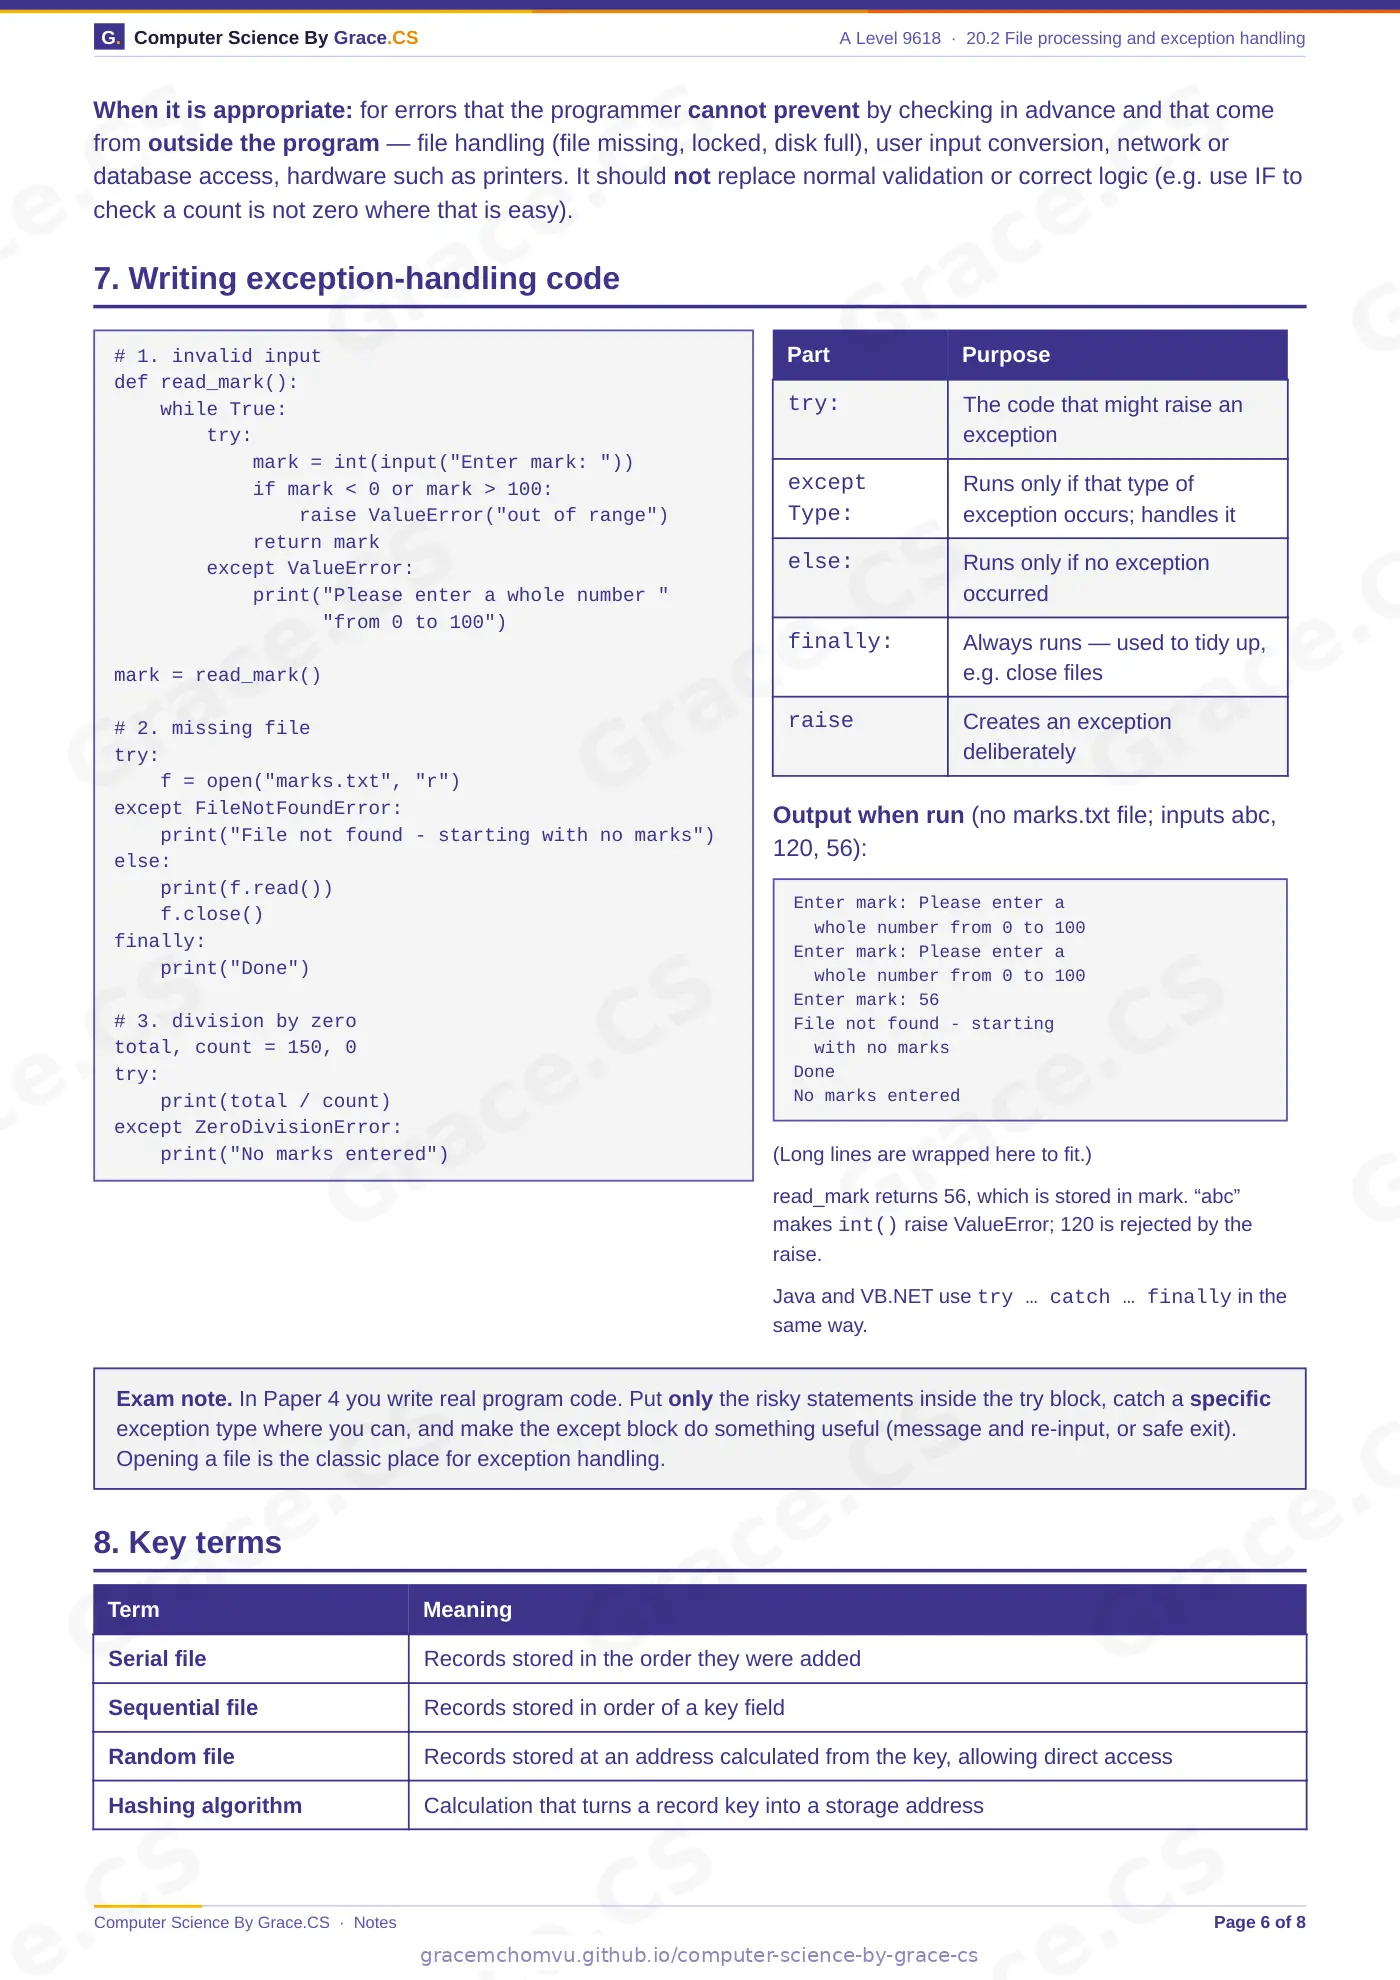 G. Computer Science By Grace.CS
A Level 9618 · 20.2 File processing and exception handling
When it is appropriate: for errors that the programmer cannot prevent by checking in advance and that come
from outside the program — file handling (file missing, locked, disk full), user input conversion, network or
database access, hardware such as printers. It should not replace normal validation or correct logic (e.g. use IF to
check a count is not zero where that is easy).
7. Writing exception-handling code
# 1. invalid input
def read_mark():
    while True:
        try:
            mark = int(input("Enter mark: "))
            if mark < 0 or mark > 100:
                raise ValueError("out of range")
            return mark
        except ValueError:
            print("Please enter a whole number "
                  "from 0 to 100")

mark = read_mark()

# 2. missing file
try:
    f = open("marks.txt", "r")
except FileNotFoundError:
    print("File not found - starting with no marks")
else:
    print(f.read())
    f.close()
finally:
    print("Done")

# 3. division by zero
total, count = 150, 0
try:
    print(total / count)
except ZeroDivisionError:
    print("No marks entered")
Part Purpose
try: The code that might raise an
exception
except Runs only if that type of
Type: exception occurs; handles it
else: Runs only if no exception
occurred
finally: Always runs — used to tidy up,
e.g. close files
raise Creates an exception
deliberately
Output when run (no marks.txt file; inputs abc,
120, 56):
Enter mark: Please enter a
  whole number from 0 to 100
Enter mark: Please enter a
  whole number from 0 to 100
Enter mark: 56
File not found - starting
  with no marks
Done
No marks entered
(Long lines are wrapped here to fit.)
read_mark returns 56, which is stored in mark. “abc”
makes int() raise ValueError; 120 is rejected by the
raise.
Java and VB.NET use try … catch … finally in the
same way.
Exam note. In Paper 4 you write real program code. Put only the risky statements inside the try block, catch a specific
exception type where you can, and make the except block do something useful (message and re-input, or safe exit).
Opening a file is the classic place for exception handling.
8. Key terms
Term Meaning
Serial file Records stored in the order they were added
Sequential file Records stored in order of a key field
Random file Records stored at an address calculated from the key, allowing direct access
Hashing algorithm Calculation that turns a record key into a storage address
Computer Science By Grace.CS · Notes
Page 6 of 8
gracemchomvu.github.io/computer-science-by-grace-cs